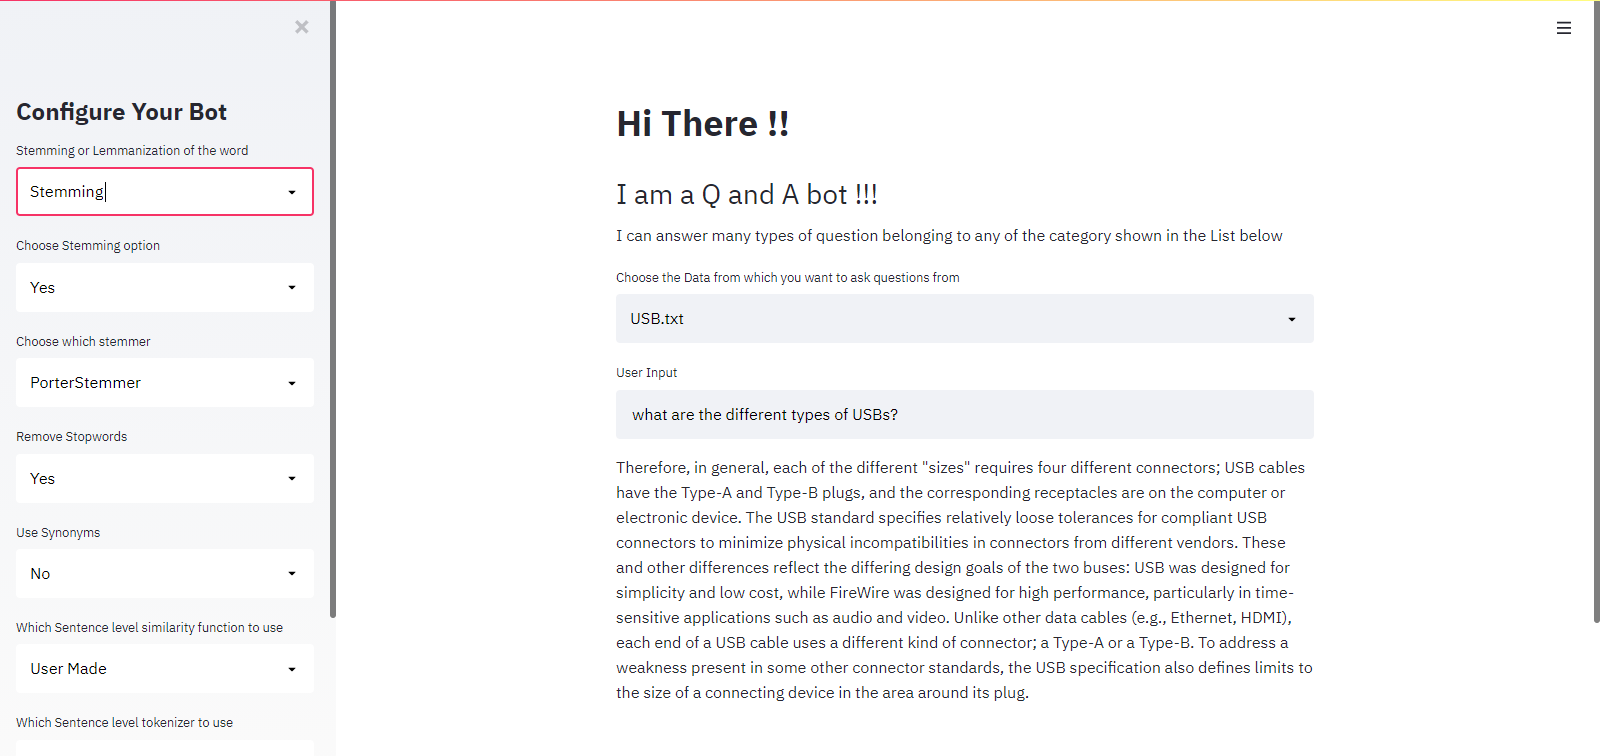 Configure Your Bot
Stemming or Lemmanization of the word
Stemming
Choose Stemming option
Yes
Choose which stemmer
PorterStemmer
Remove Stopwords
Yes
Use Synonyms
No
Which Sentence level similarity function to use
User Made
Which Sentence level tokenizer to use
Hi There !!
I am a Q and A bot !!!
I can answer many types of question belonging to any of the category shown in the List below
Choose the Data from which you want to ask questions from
USB.txt
User Input
what are the different types of USBs?
Therefore, in general, each of the different "sizes" requires four different connectors; USB cables
have the Type-A and Type-B plugs, and the corresponding receptacles are on the computer or
electronic device. The USB standard specifies relatively loose tolerances for compliant USB
connectors to minimize physical incompatibilities in connectors from different vendors. These
and other differences reflect the differing design goals of the two buses: USB was designed for
simplicity and low cost, while FireWire was designed for high performance, particularly in time-
sensitive applications such as audio and video. Unlike other data cables (e.g., Ethernet, HDMI),
each end of a USB cable uses a different kind of connector; a Type-A or a Type-B. To address a
weakness present in some other connector standards, the USB specification also defines limits to
the size of a connecting device in the area around its plug.